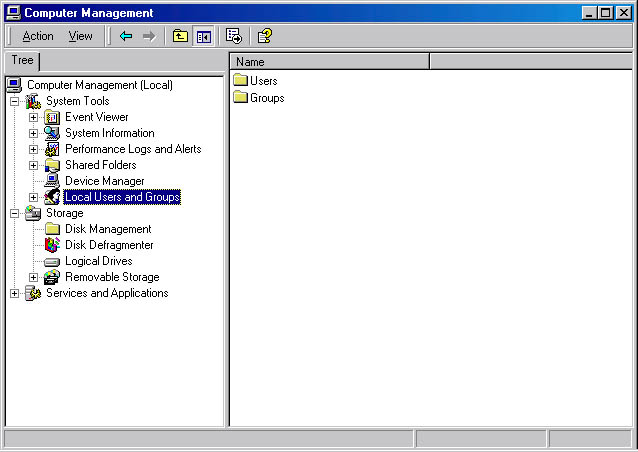 Computer Management
Action View
Tree
Name
Computer Management (Local)
System Tools
Event Viewer
System Information
Performance Logs and Alerts
Shared Folders
Device Manager
Local Users and Groups
Storage
Disk Management
Disk Defragmenter
Logical Drives
Removable Storage
Services and Applications
Users
Groups